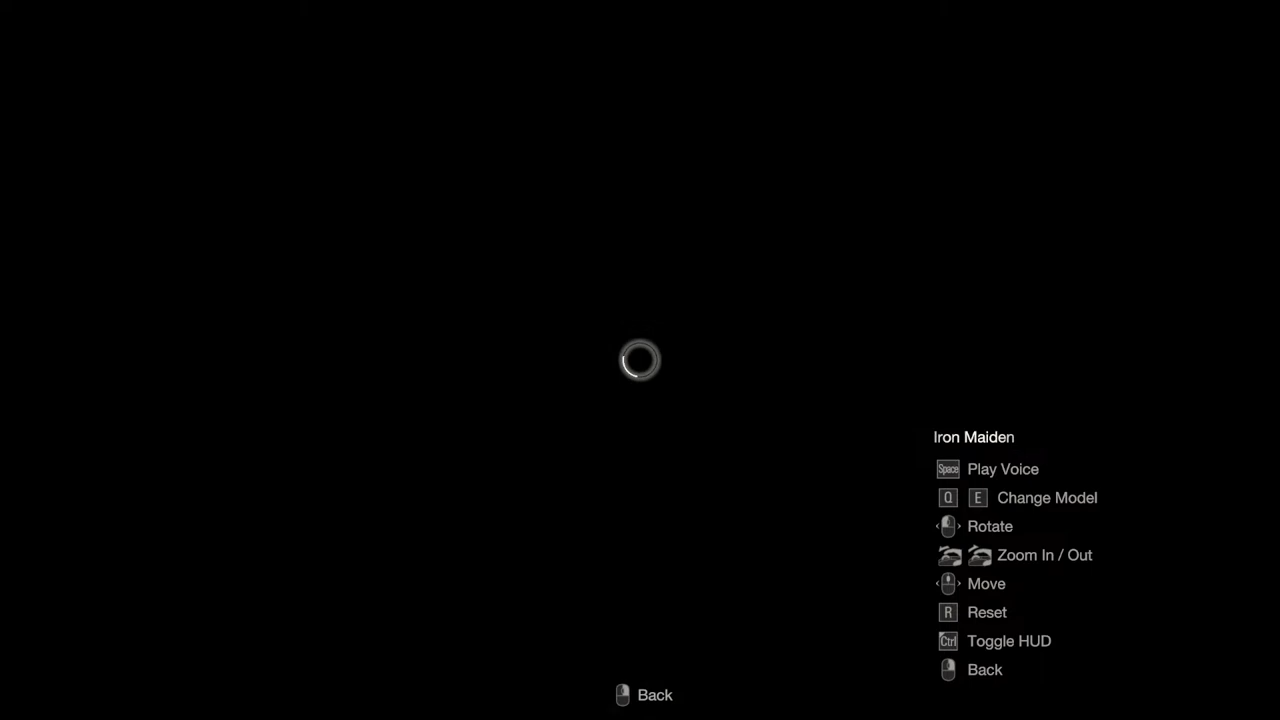 Iron Maiden
Space Play Voice
Q E Change Model
Rotate
Zoom In / Out
Move
R Reset
Ctrl Toggle HUD
Back
Back